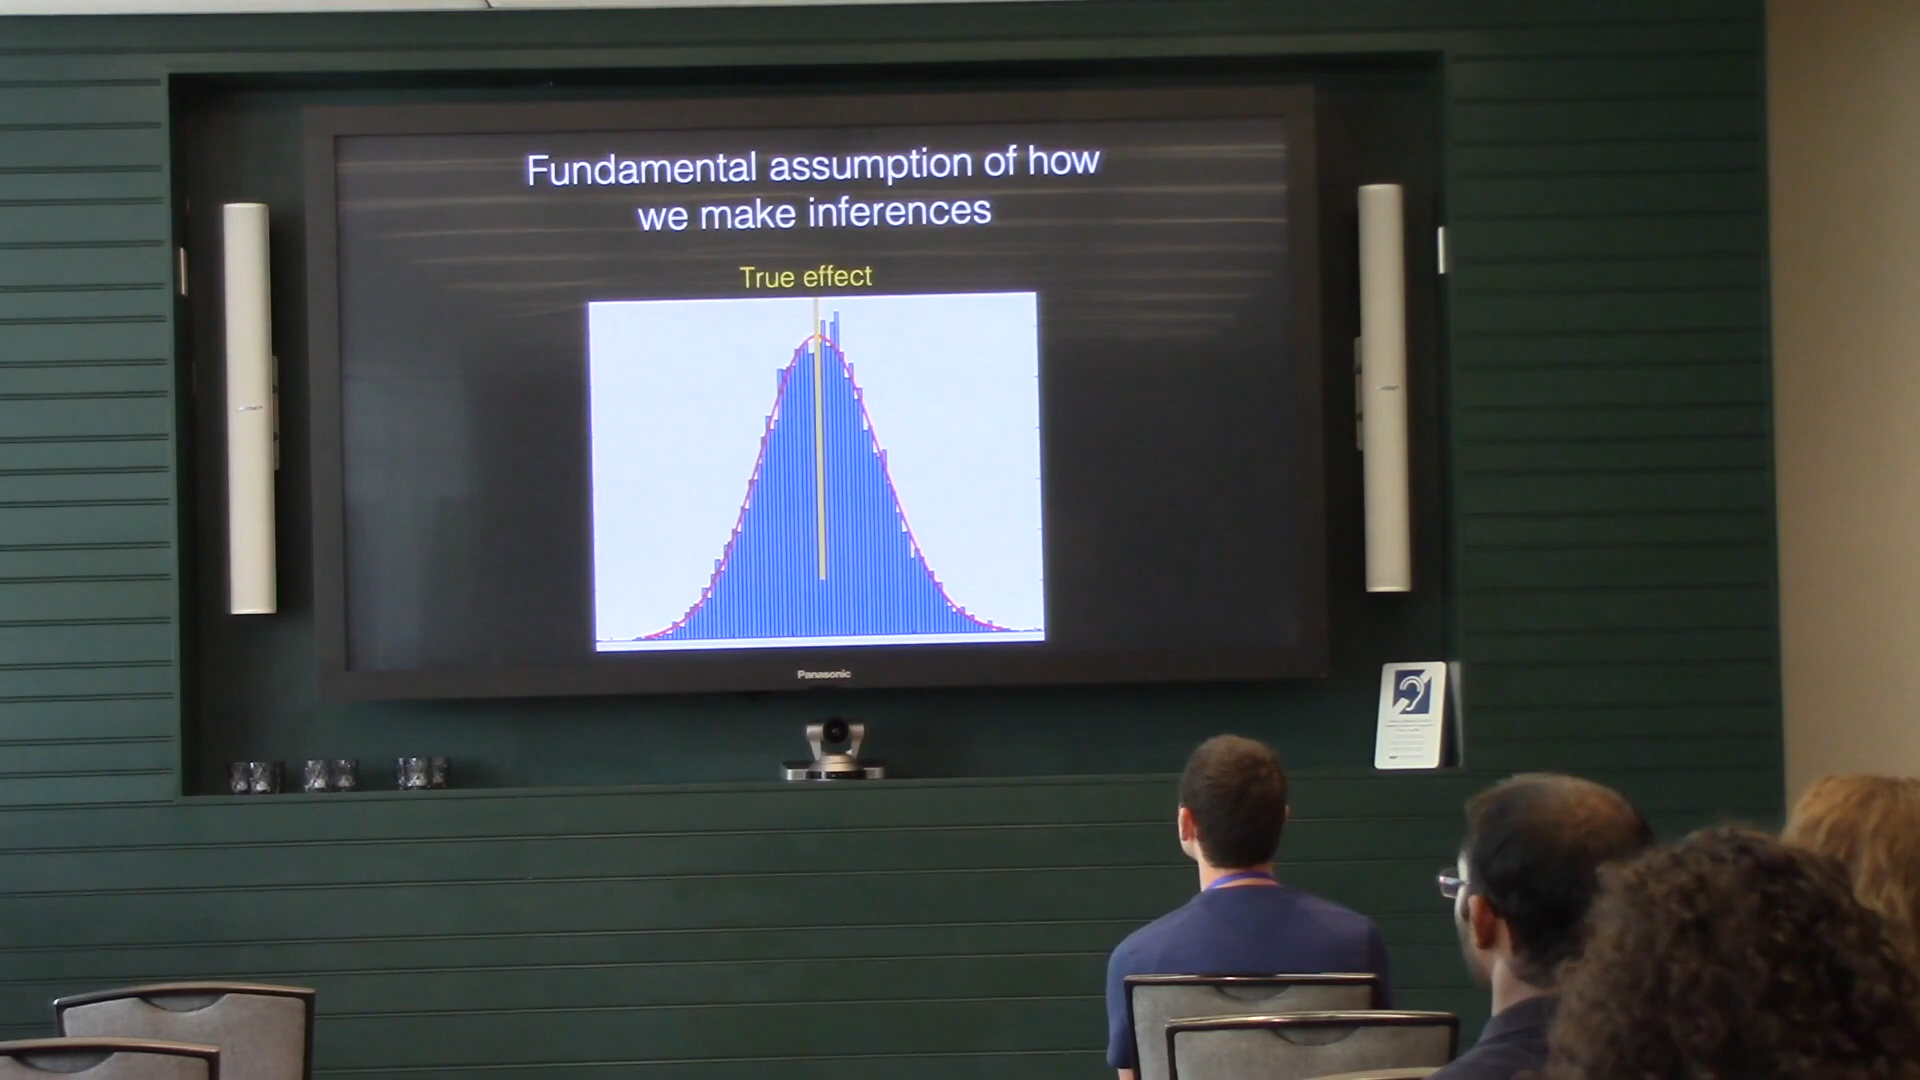 Fundamental assumption of how
we make inferences
True effect
Panasonic